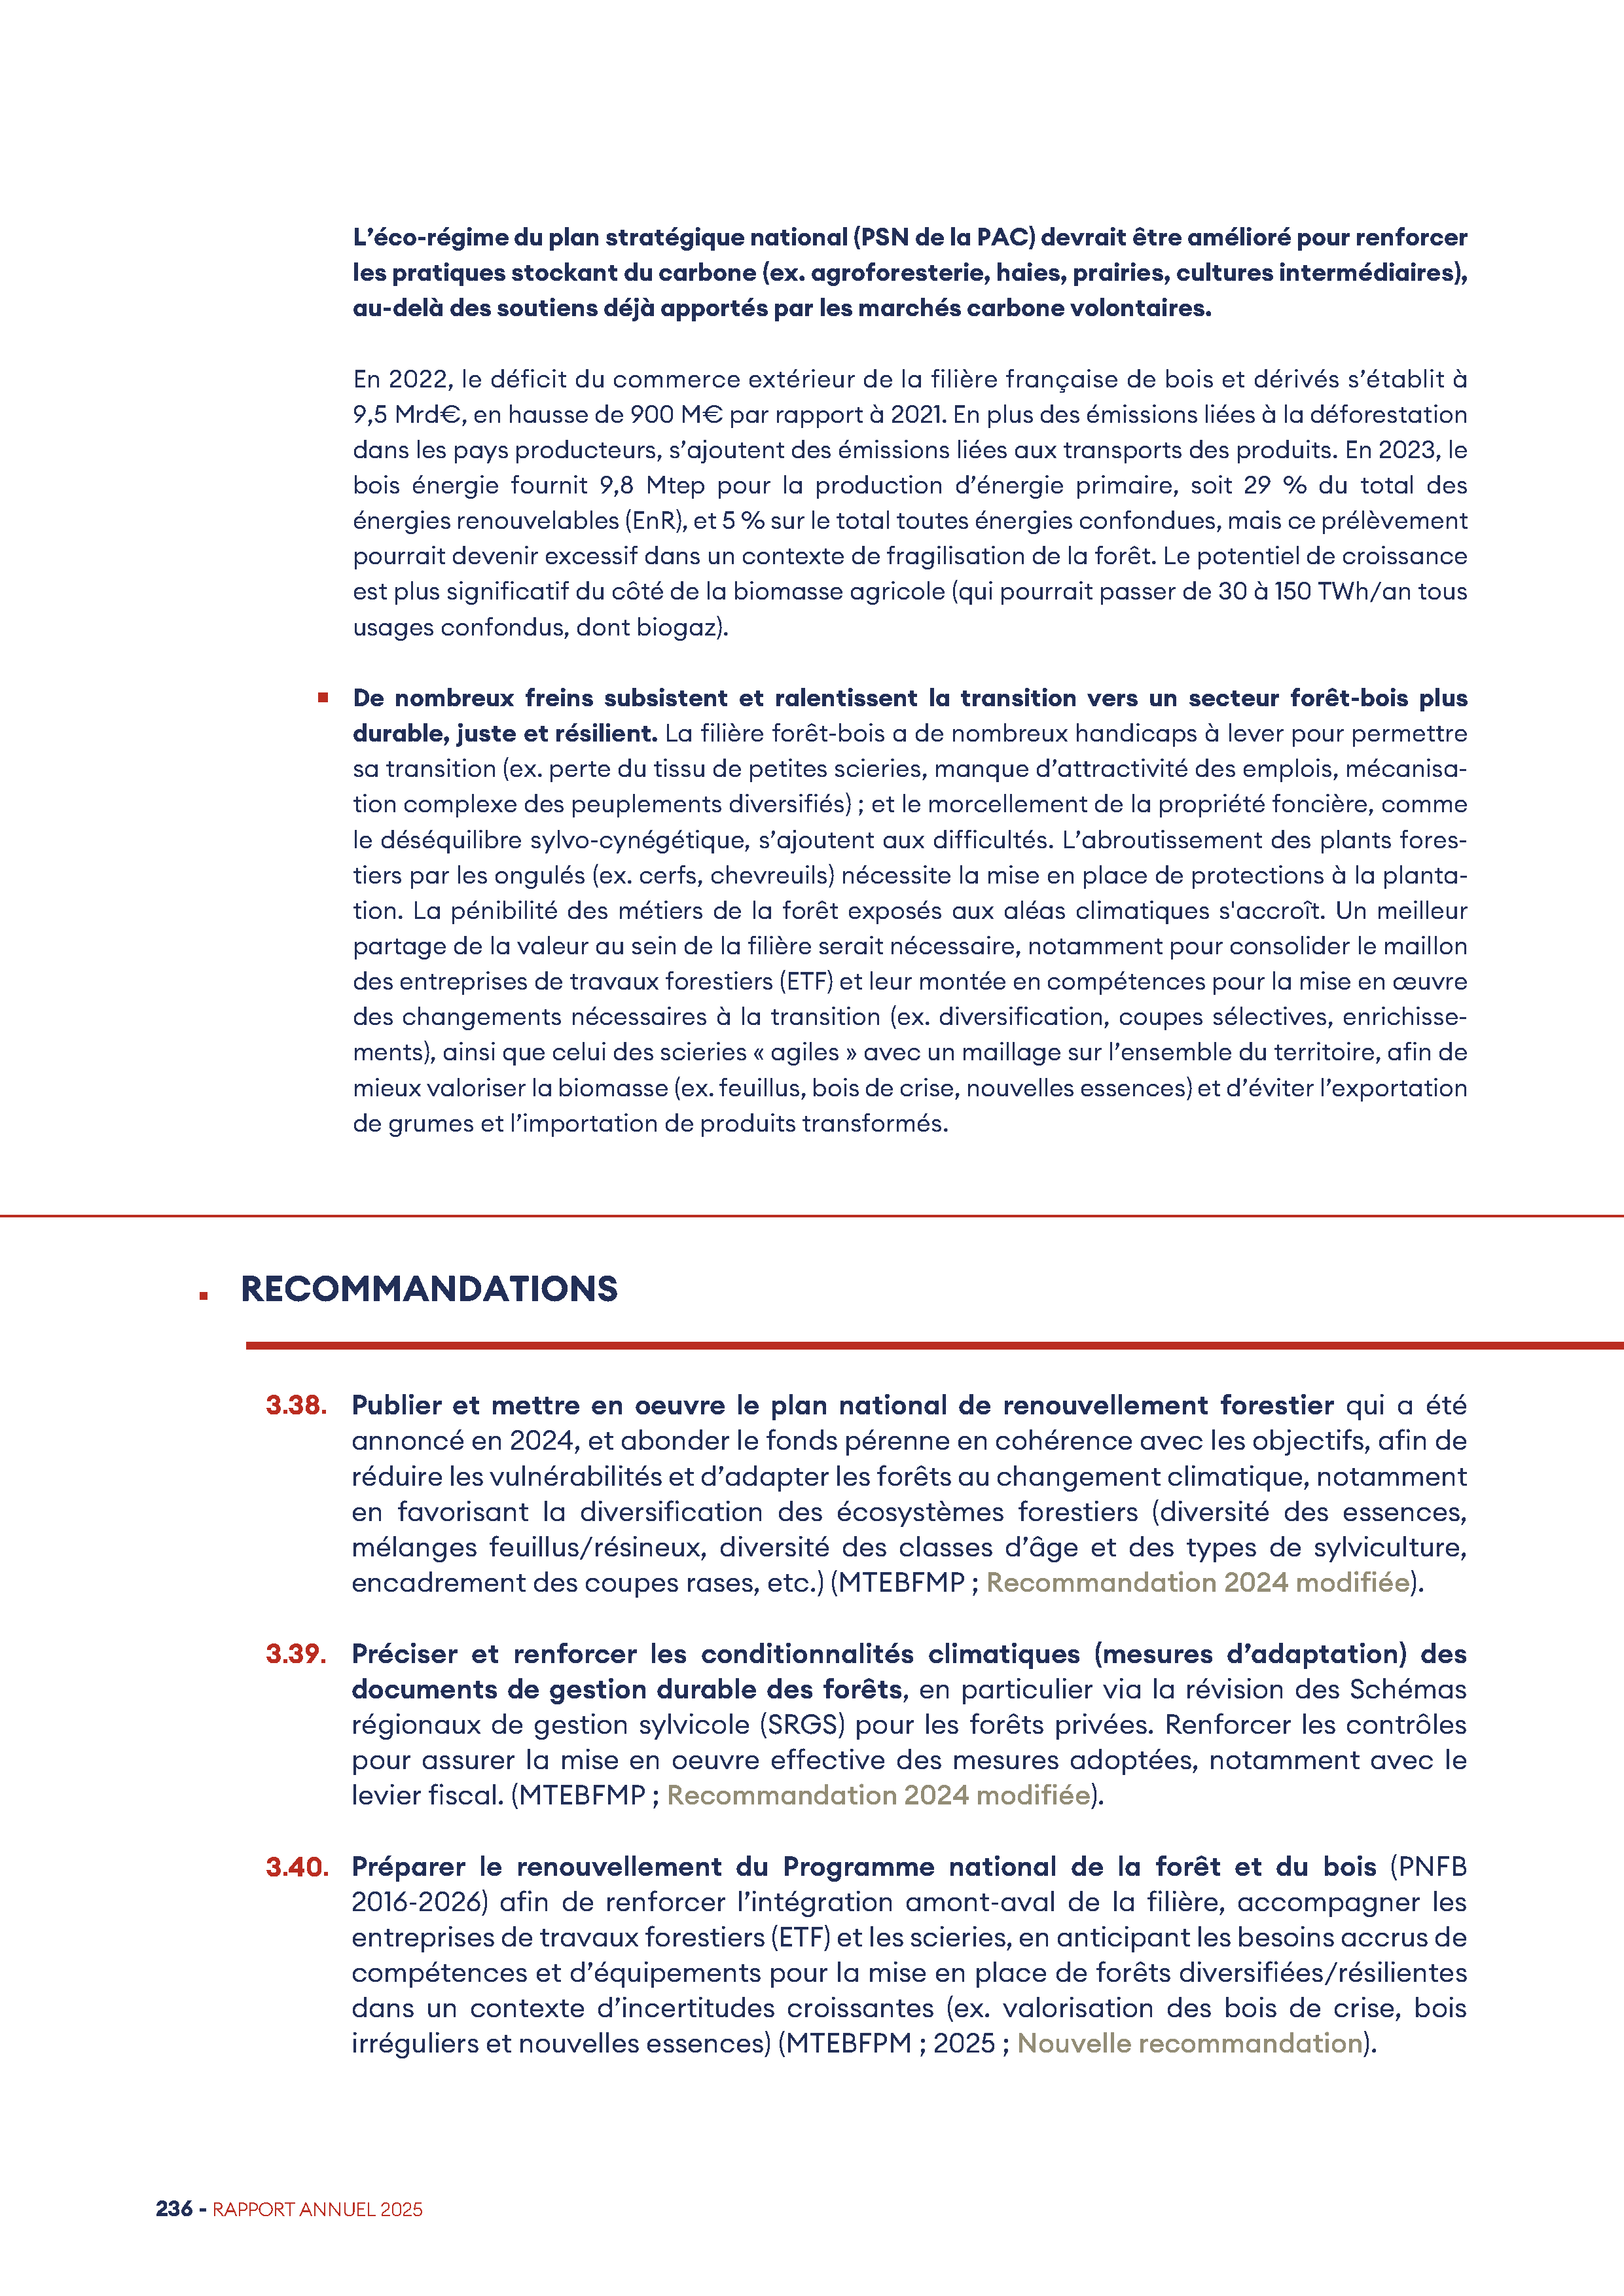 L’éco-régime du plan stratégique national (PSN de la PAC) devrait être amélioré pour renforcer
les pratiques stockant du carbone (ex. agroforesterie, haies, prairies, cultures intermédiaires),
au-delà des soutiens déjà apportés par les marchés carbone volontaires.
En 2022, le déficit du commerce extérieur de la filière française de bois et dérivés s’établit à
9,5 Mrd€, en hausse de 900 M€ par rapport à 2021. En plus des émissions liées à la déforestation
dans les pays producteurs, s’ajoutent des émissions liées aux transports des produits. En 2023, le
bois énergie fournit 9,8 Mtep pour la production d’énergie primaire, soit 29 % du total des
énergies renouvelables (EnR), et 5 % sur le total toutes énergies confondues, mais ce prélèvement
pourrait devenir excessif dans un contexte de fragilisation de la forêt. Le potentiel de croissance
est plus significatif du côté de la biomasse agricole (qui pourrait passer de 30 à 150 TWh/an tous
usages confondus, dont biogaz).
De nombreux freins subsistent et ralentissent la transition vers un secteur forêt-bois plus
durable, juste et résilient. La filière forêt-bois a de nombreux handicaps à lever pour permettre
sa transition (ex. perte du tissu de petites scieries, manque d’attractivité des emplois, mécanisa-
tion complexe des peuplements diversifiés) ; et le morcellement de la propriété foncière, comme
le déséquilibre sylvo-cynégétique, s’ajoutent aux difficultés. L’abroutissement des plants fores-
tiers par les ongulés (ex. cerfs, chevreuils) nécessite la mise en place de protections à la planta-
tion. La pénibilité des métiers de la forêt exposés aux aléas climatiques s'accroît. Un meilleur
partage de la valeur au sein de la filière serait nécessaire, notamment pour consolider le maillon
des entreprises de travaux forestiers (ETF) et leur montée en compétences pour la mise en œuvre
des changements nécessaires à la transition (ex. diversification, coupes sélectives, enrichisse-
ments), ainsi que celui des scieries « agiles » avec un maillage sur l’ensemble du territoire, afin de
mieux valoriser la biomasse (ex. feuillus, bois de crise, nouvelles essences) et d’éviter l’exportation
de grumes et l’importation de produits transformés.
RECOMMANDATIONS
3.38. Publier et mettre en oeuvre le plan national de renouvellement forestier qui a été
annoncé en 2024, et abonder le fonds pérenne en cohérence avec les objectifs, afin de
réduire les vulnérabilités et d’adapter les forêts au changement climatique, notamment
en favorisant la diversification des écosystèmes forestiers (diversité des essences,
mélanges feuillus/résineux, diversité des classes d’âge et des types de sylviculture,
encadrement des coupes rases, etc.) (MTEBFMP ; Recommandation 2024 modifiée).
3.39. Préciser et renforcer les conditionnalités climatiques (mesures d’adaptation) des
documents de gestion durable des forêts, en particulier via la révision des Schémas
régionaux de gestion sylvicole (SRGS) pour les forêts privées. Renforcer les contrôles
pour assurer la mise en oeuvre effective des mesures adoptées, notamment avec le
levier fiscal. (MTEBFMP ; Recommandation 2024 modifiée).
3.40. Préparer le renouvellement du Programme national de la forêt et du bois (PNFB
2016-2026) afin de renforcer l’intégration amont-aval de la filière, accompagner les
entreprises de travaux forestiers (ETF) et les scieries, en anticipant les besoins accrus de
compétences et d’équipements pour la mise en place de forêts diversifiées/résilientes
dans un contexte d’incertitudes croissantes (ex. valorisation des bois de crise, bois
irréguliers et nouvelles essences) (MTEBFPM ; 2025 ; Nouvelle recommandation).
236 - RAPPORT ANNUEL 2025